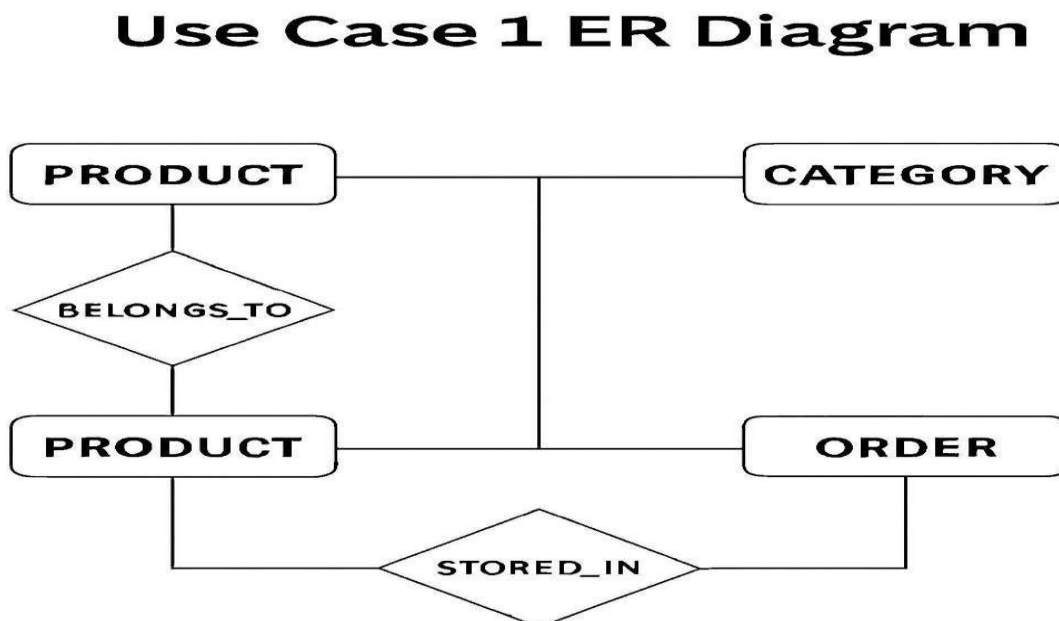 Use Case 1 ER Diagram
PRODUCT
CATEGORY
BELONGS_TO
PRODUCT
ORDER
STORED_IN